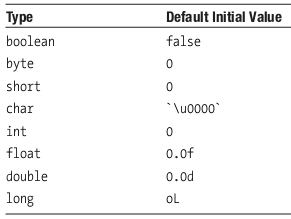 Type Default Initial Value
boolean false
byte 0
short 0
char `\u0000`
int 0
float 0.0f
double 0.0d
long oL